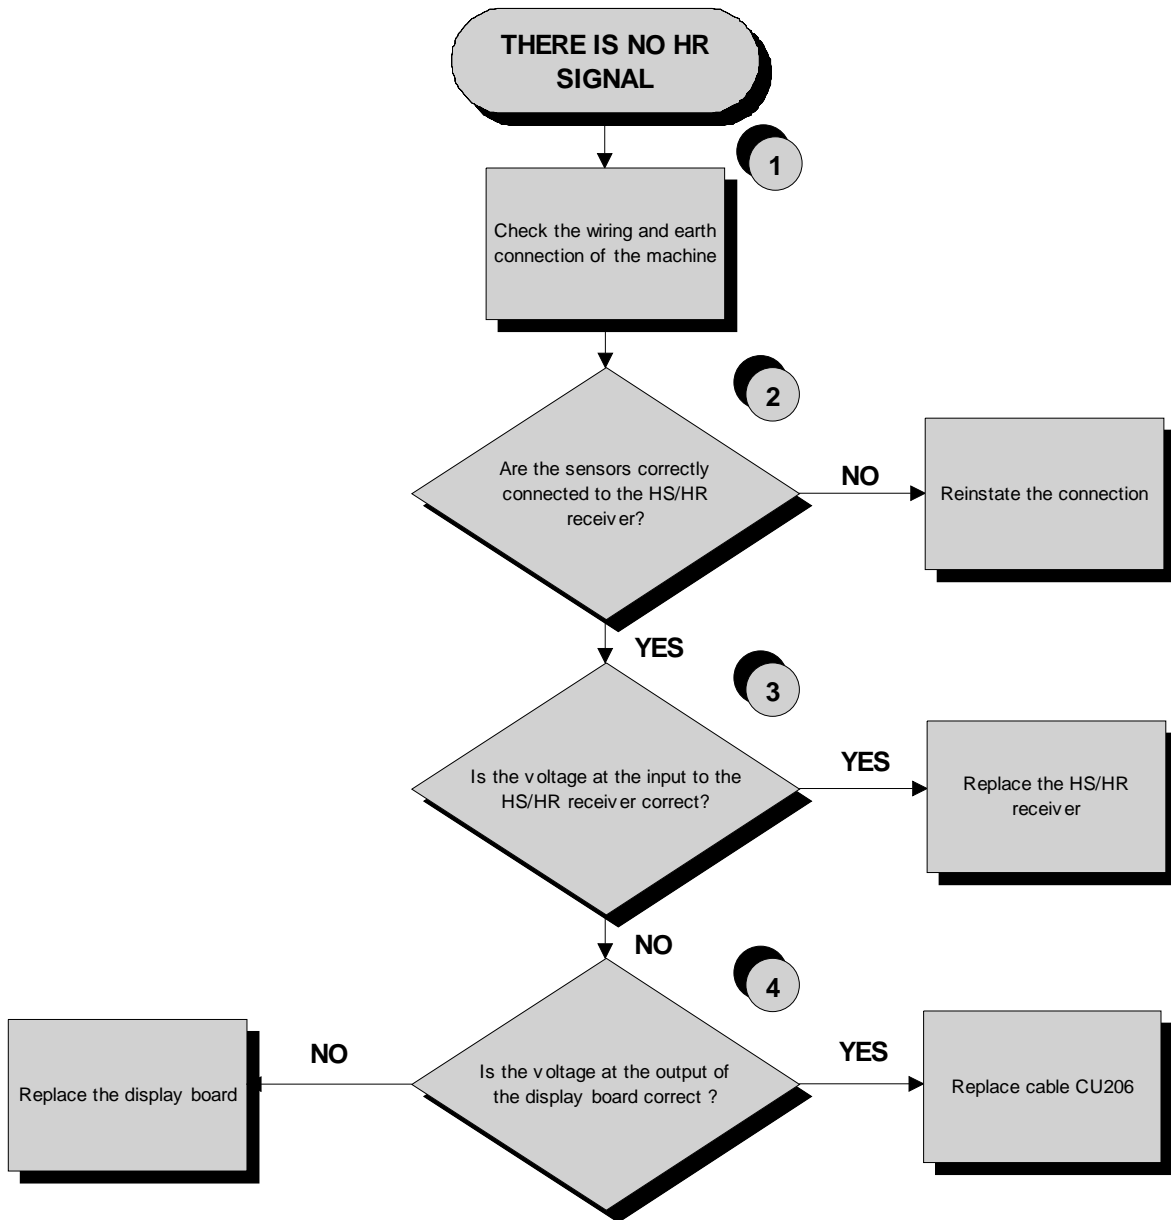 THERE IS NO HR
SIGNAL
1
Check the wiring and earth
connection of the machine
2
Are the sensors correctly
connected to the HS/HR
receiver?
NO
Reinstate the connection
YES
3
Is the voltage at the input to the
HS/HR receiver correct?
YES
Replace the HS/HR
receiver
NO
4
Is the voltage at the output of
the display board correct ?
NO
Replace the display board
YES
Replace cable CU206